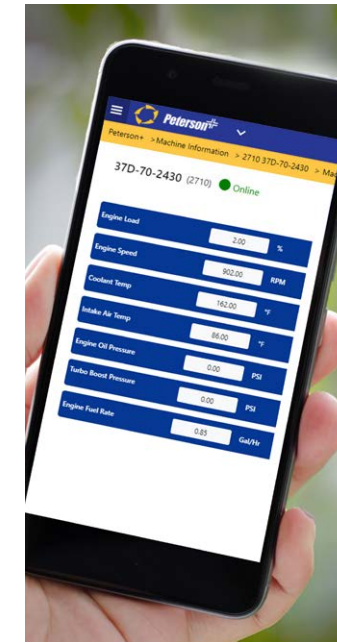 Peterson+
Peterson+ > Machine Information > 2710 37D-70-2430 > Mac
37D-70-2430 (2710) Online
Engine Load 2.00 %
Engine Speed 902.00 RPM
Coolant Temp 162.00 °F
Intake Air Temp 86.00 °F
Engine Oil Pressure 0.00 PSI
Turbo Boost Pressure 0.00 PSI
Engine Fuel Rate 0.85 Gal/Hr